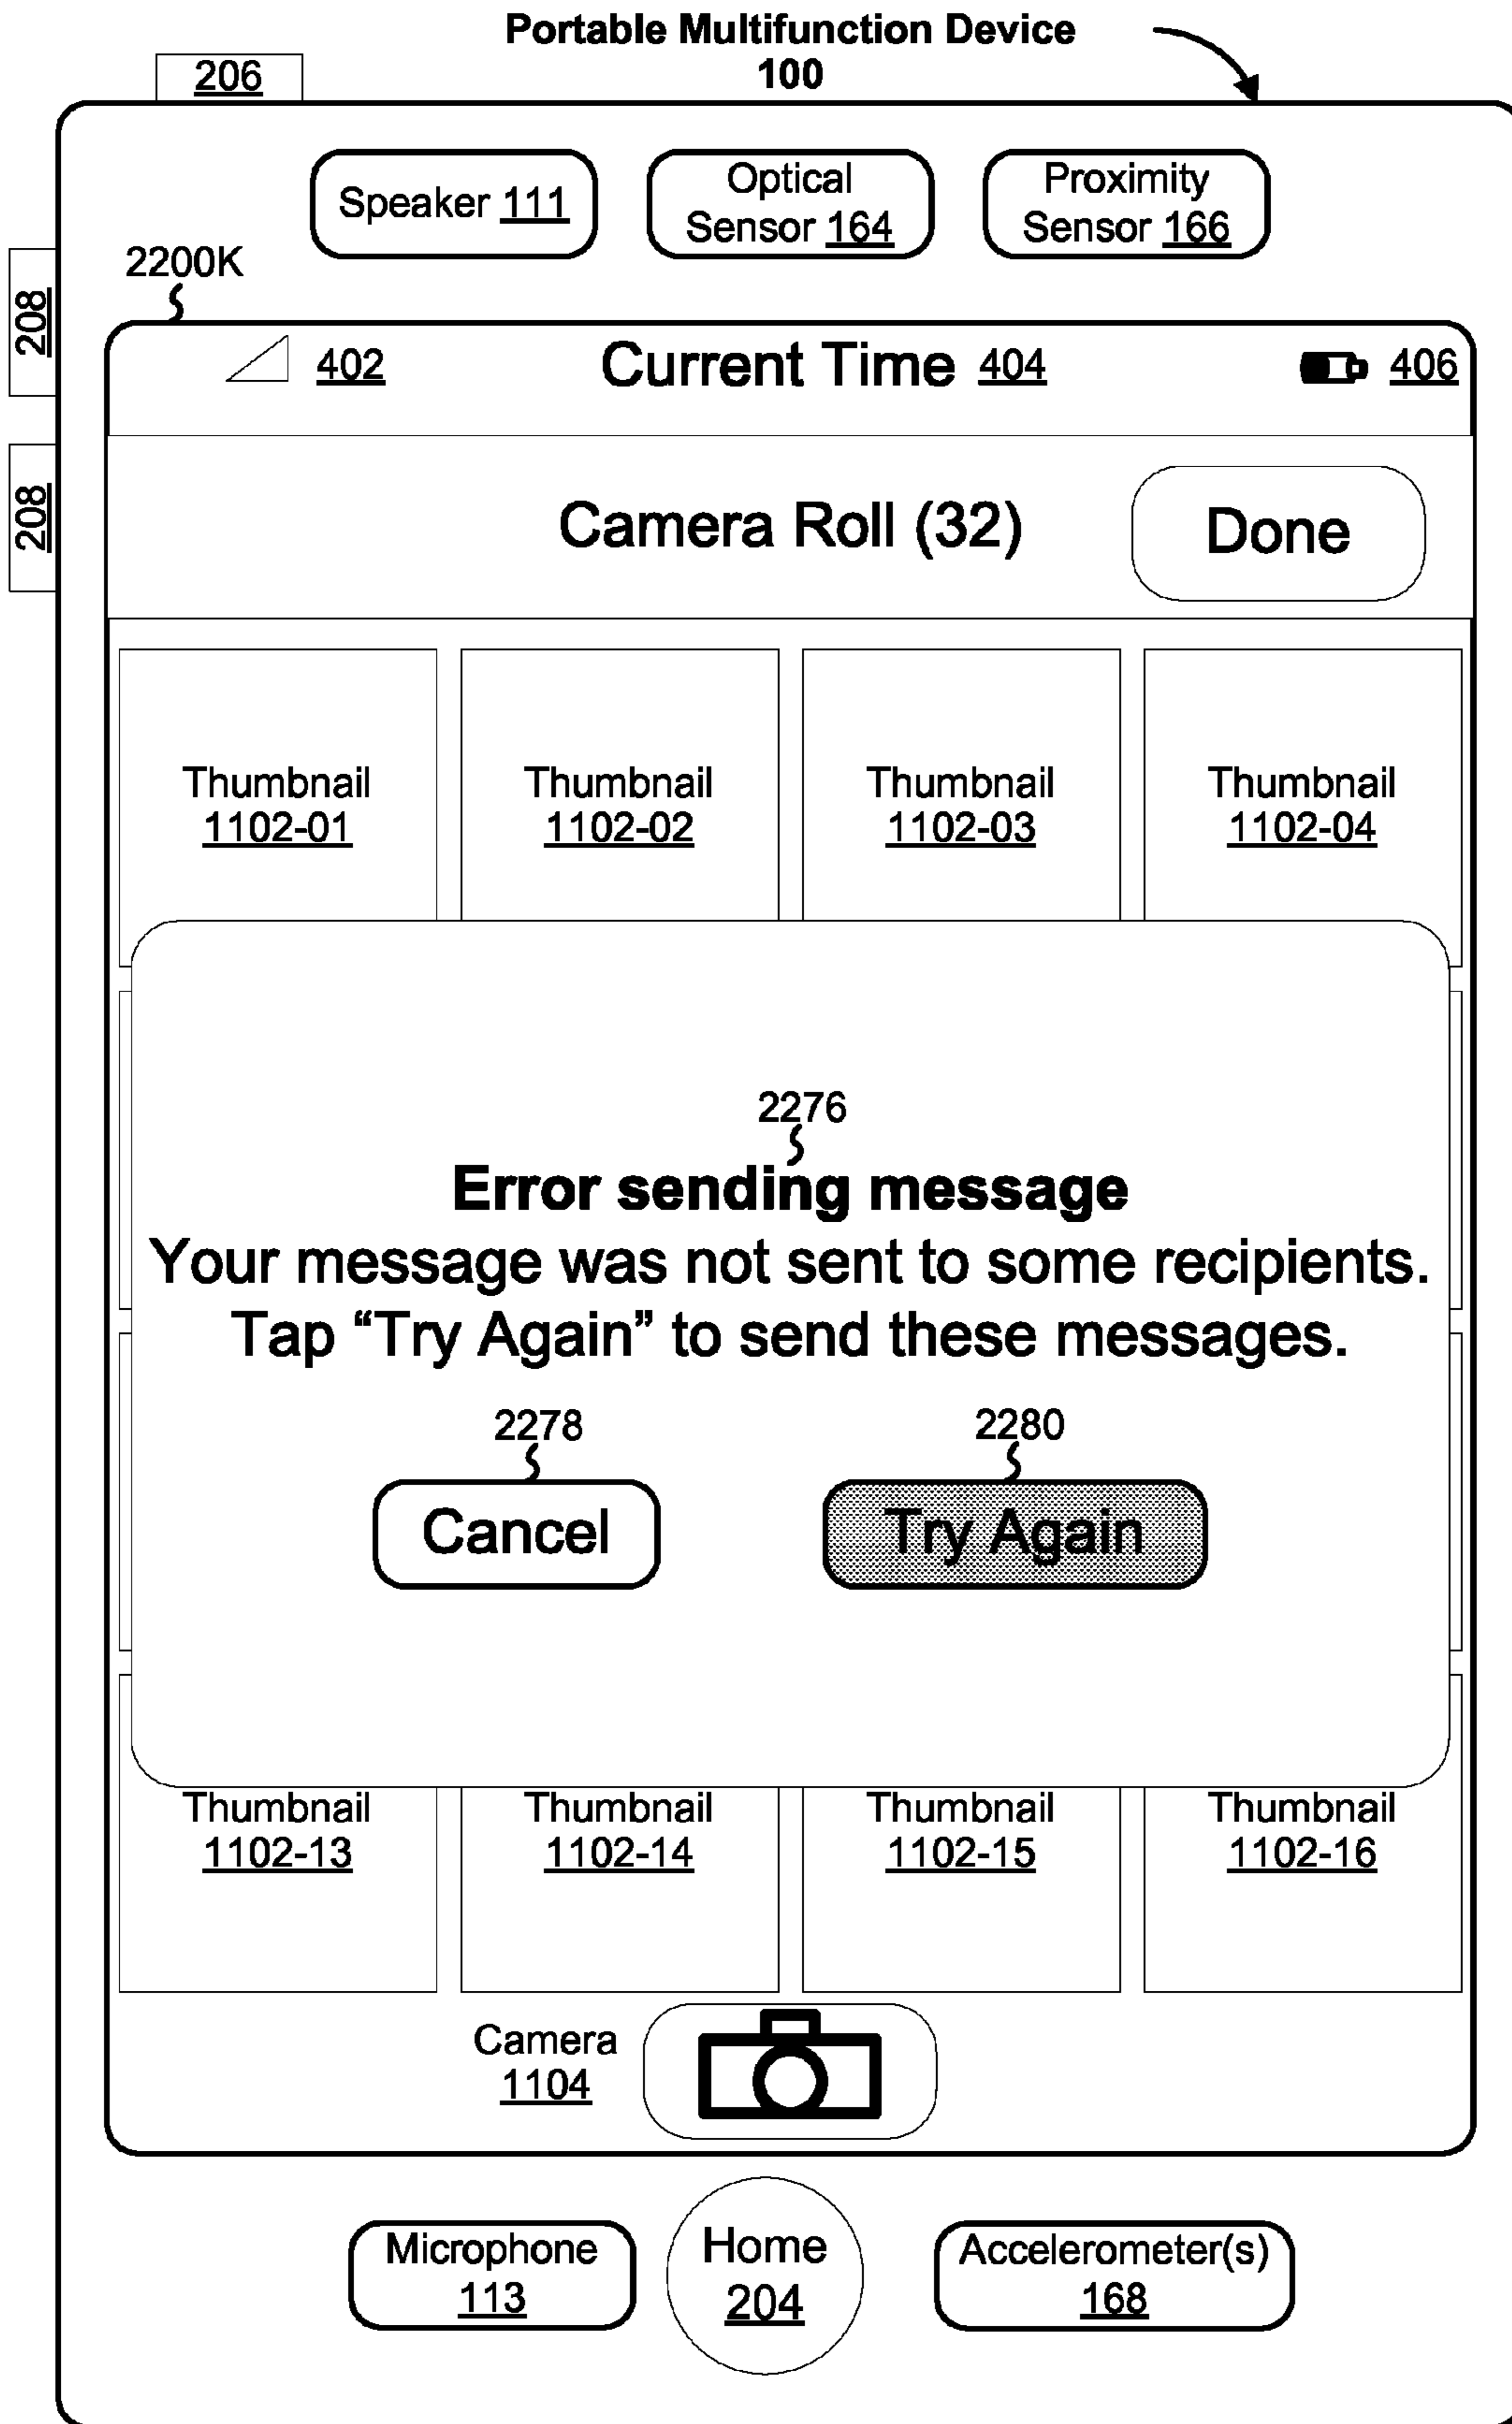 Portable Multifunction Device
100
206
Speaker 111
Optical
Sensor 164
Proximity
Sensor 166
2200K
208
208
402
Current Time 404
406
Camera Roll (32)
Done
Thumbnail
1102-01
Thumbnail
1102-02
Thumbnail
1102-03
Thumbnail
1102-04
2276
Error sending message
Your message was not sent to some recipients.
Tap “Try Again” to send these messages.
2278
Cancel
2280
Try Again
Thumbnail
1102-13
Thumbnail
1102-14
Thumbnail
1102-15
Thumbnail
1102-16
Camera
1104
Microphone
113
Home
204
Accelerometer(s)
168